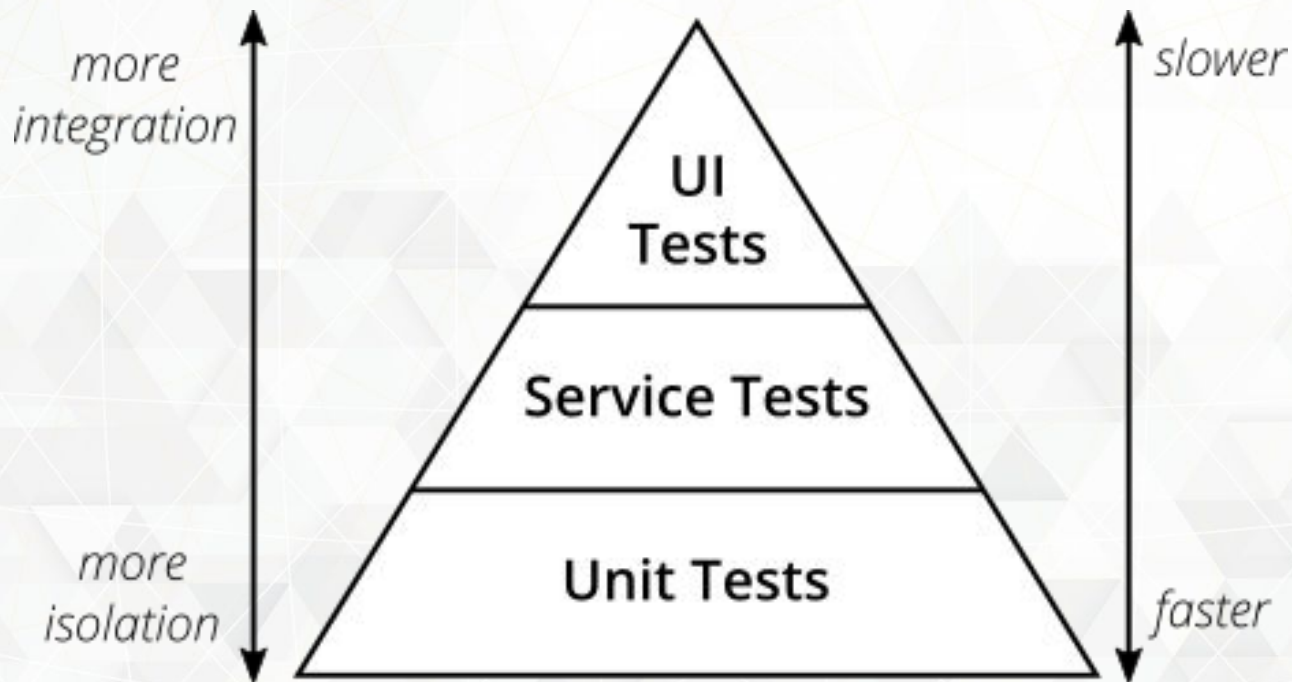 more
integration
slower
UI
Tests
Service Tests
Unit Tests
more
isolation
faster